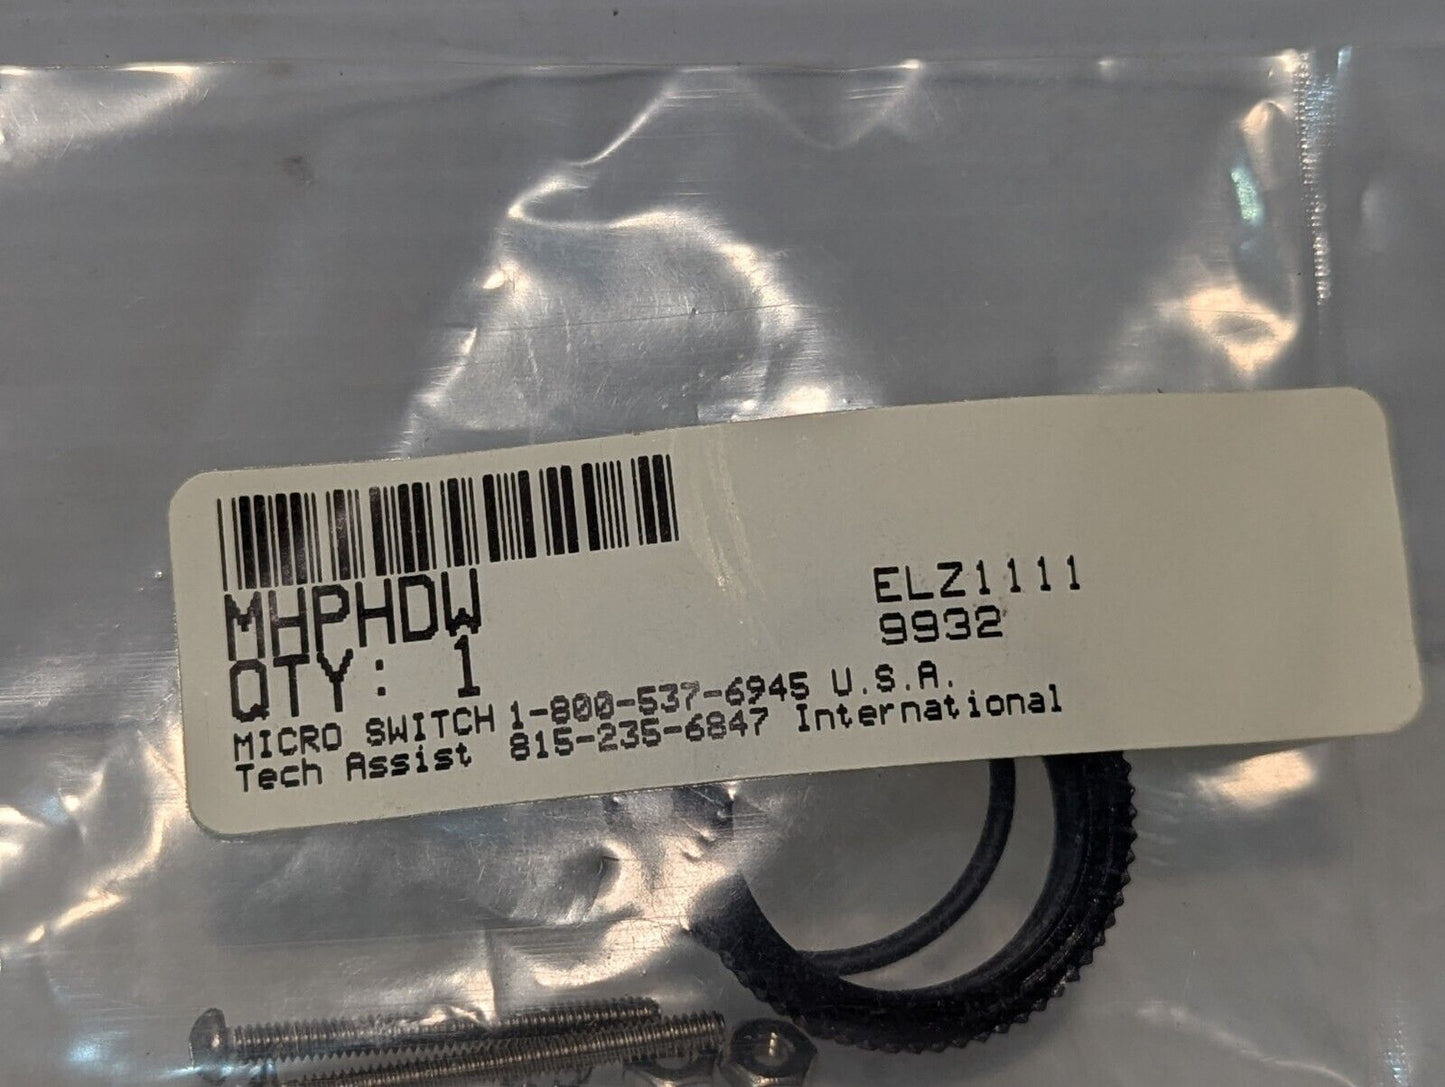 MHPHDW
QTY: 1
ELZ1111
9932
MICRO SWITCH 1-800-537-6945 U.S.A.
Tech Assist 815-235-6847 International